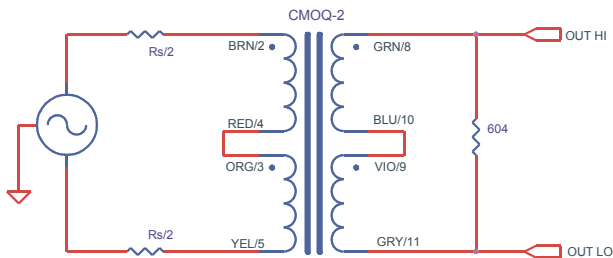 CMOQ-2
Rs/2
BRN/2
GRN/8
OUT HI
RED/4
BLU/10
604
ORG/3
VIO/9
Rs/2
YEL/5
GRY/11
OUT LO